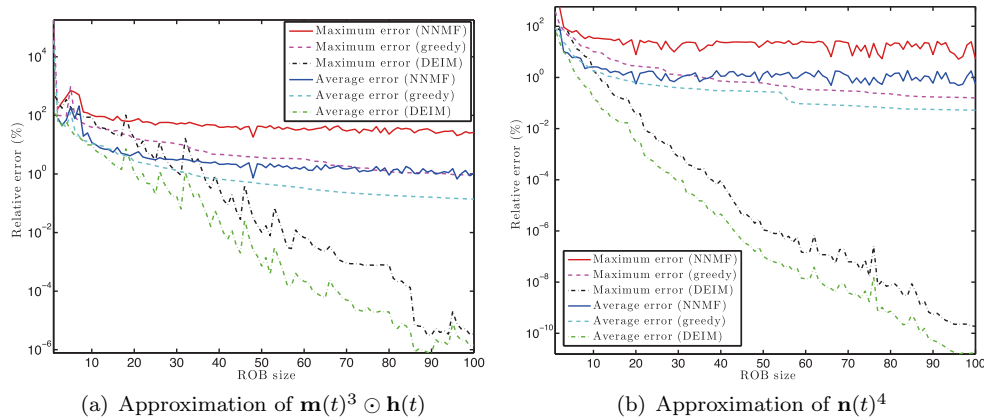 10^4
10^2
10^0
10^-2
10^-4
10^-6
Relative error (%)
Maximum error (NNMF)
Maximum error (greedy)
Maximum error (DEIM)
Average error (NNMF)
Average error (greedy)
Average error (DEIM)
10 20 30 40 50 60 70 80 90 100
ROB size
(a) Approximation of m(t)^3 ⊙ h(t)
10^2
10^0
10^-2
10^-4
10^-6
10^-8
10^-10
Relative error (%)
Maximum error (NNMF)
Maximum error (greedy)
Maximum error (DEIM)
Average error (NNMF)
Average error (greedy)
Average error (DEIM)
10 20 30 40 50 60 70 80 90 100
ROB size
(b) Approximation of n(t)^4